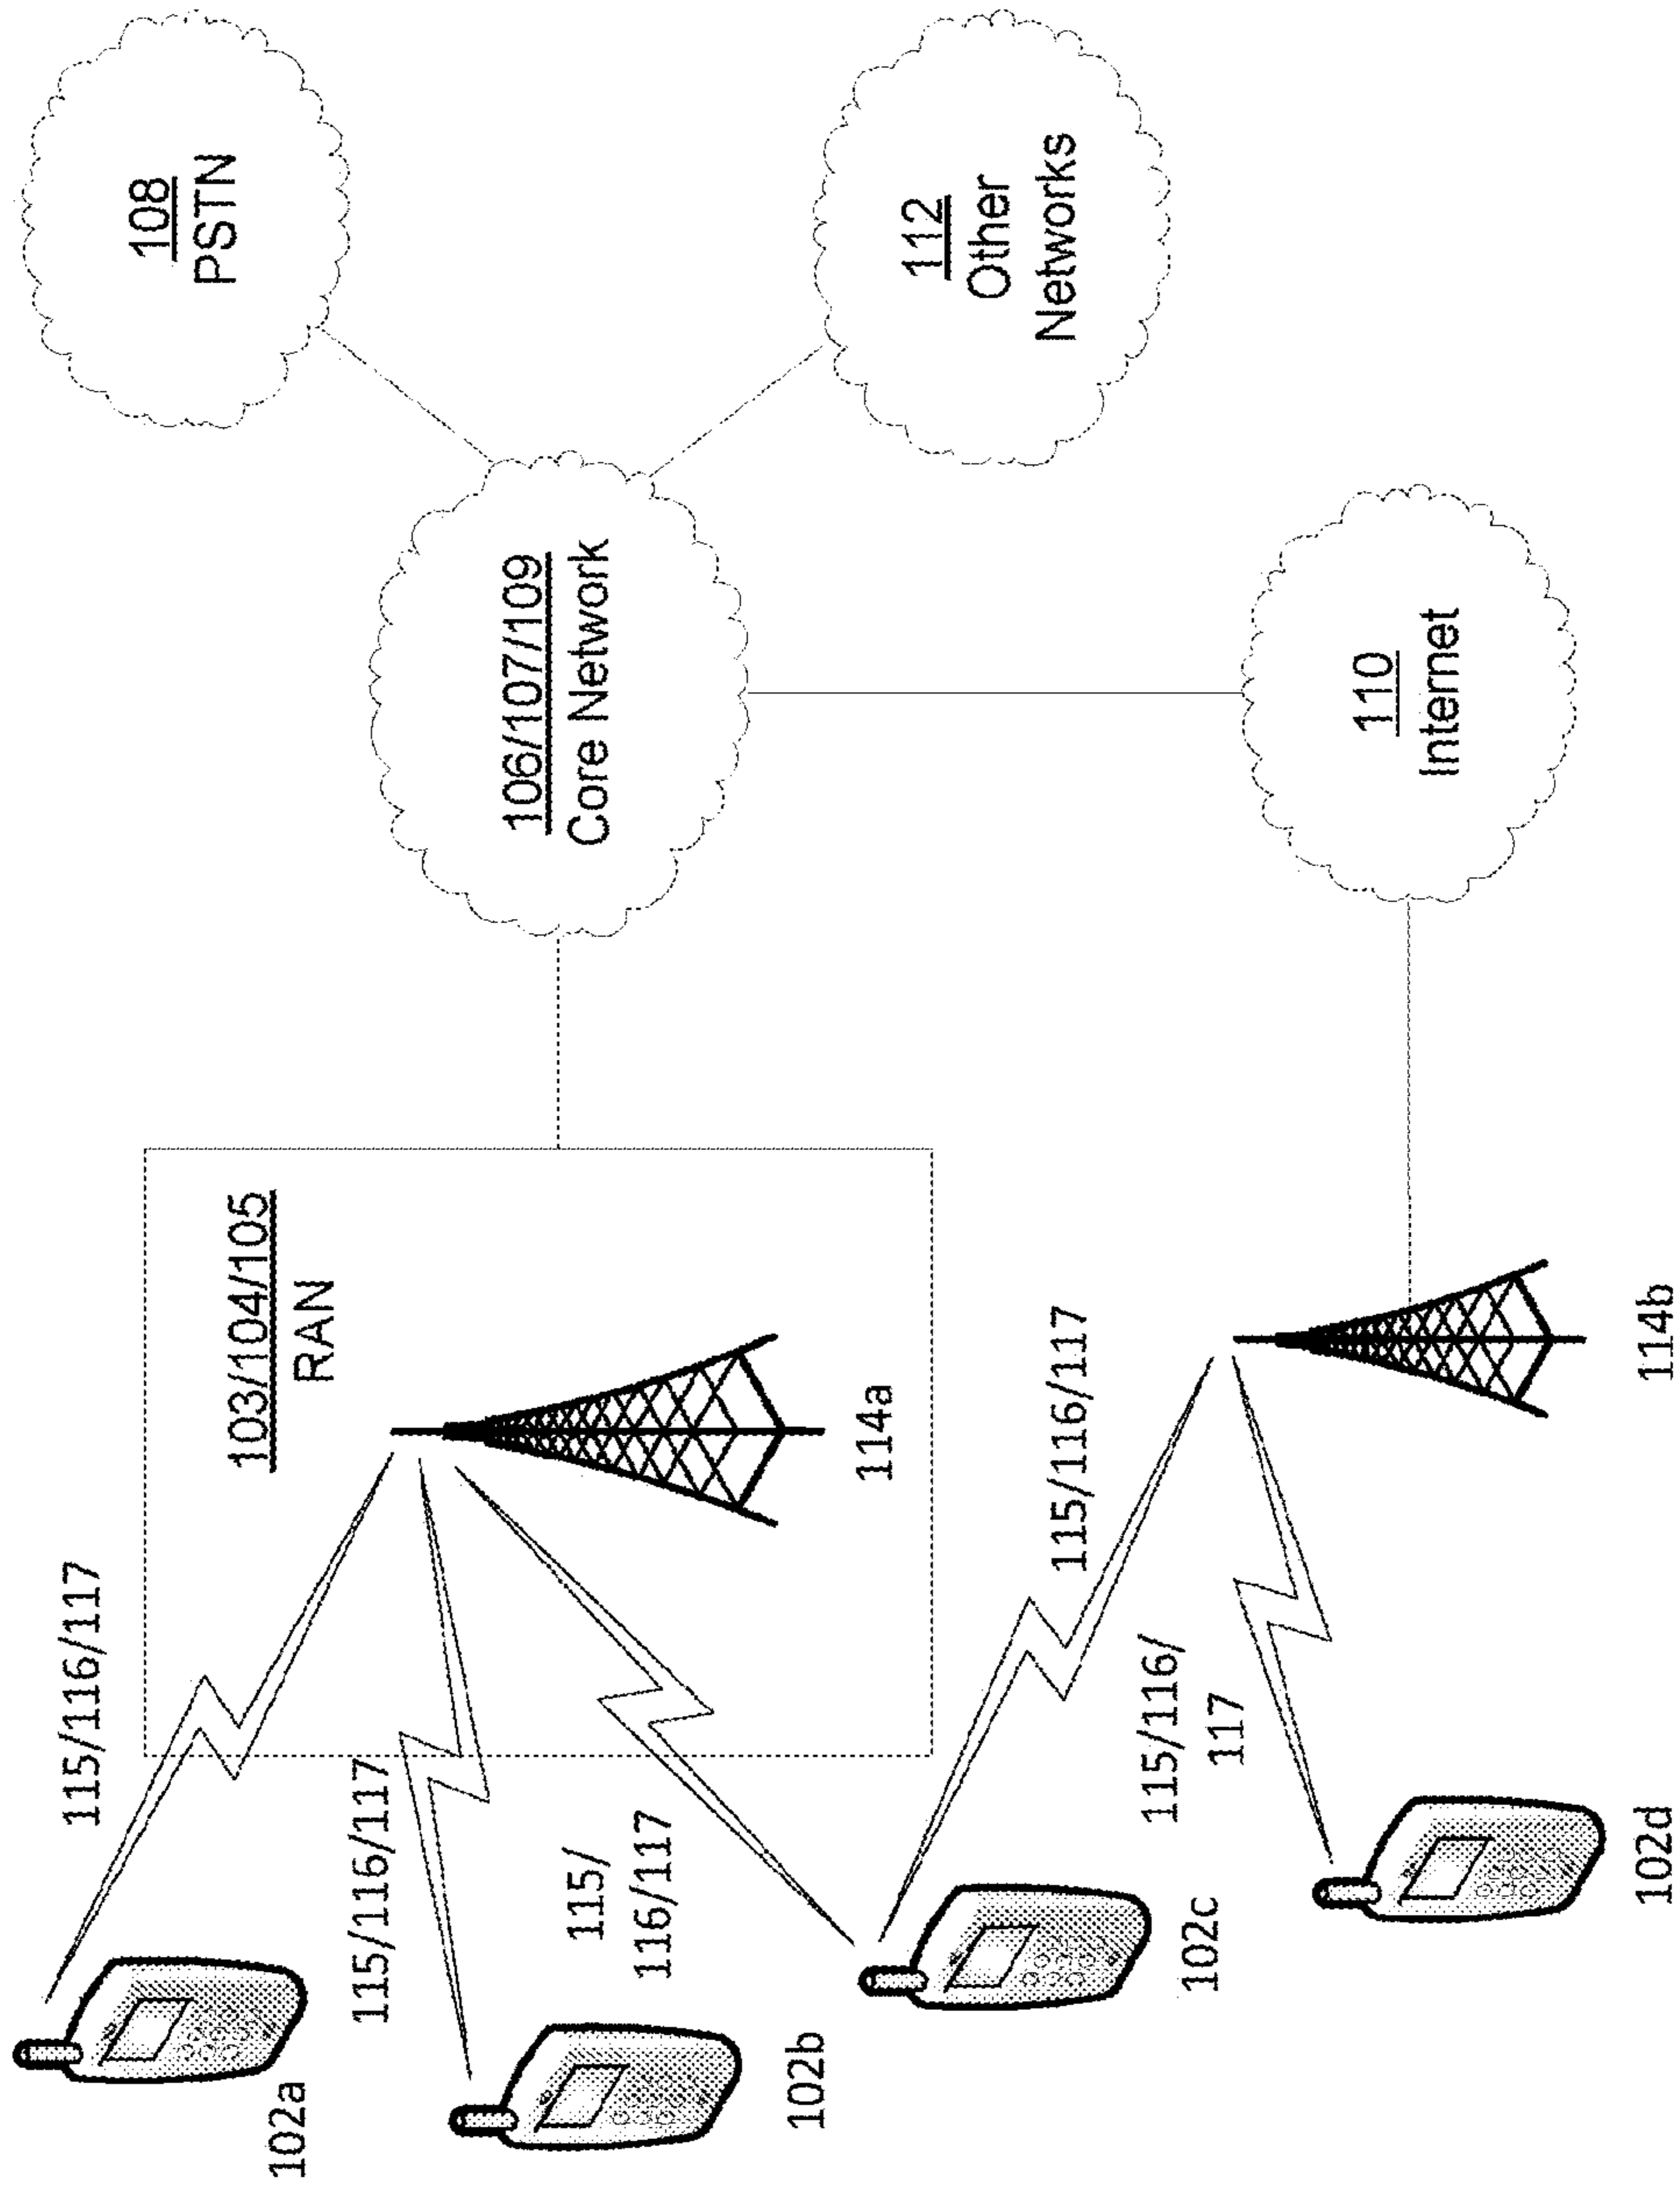 102a
115/116/117
103/104/105
RAN
108
PSTN
102b
115/116/117
115/
116/117
114a
106/107/109
Core Network
112
Other
Networks
102c
115/116/117
115/116/
117
102d
114b
110
Internet